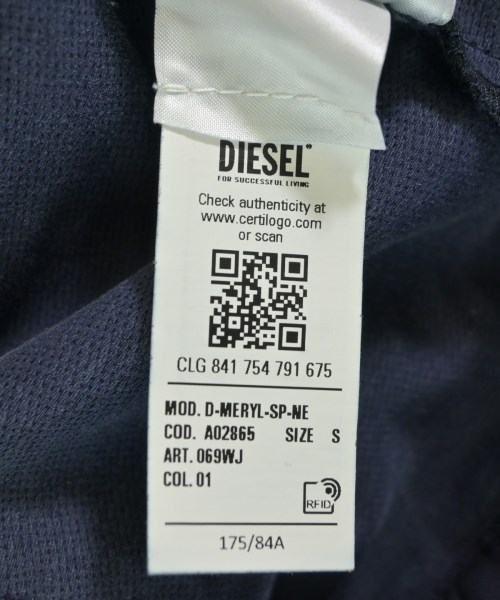 DIESEL
FOR SUCCESSFUL LIVING
Check authenticity at
www.certilogo.com
or scan
CLG 841 754 791 675
MOD. D-MERYL-SP-NE
COD. A02865 SIZE S
ART. 069WJ
COL. 01
RFID
175/84A